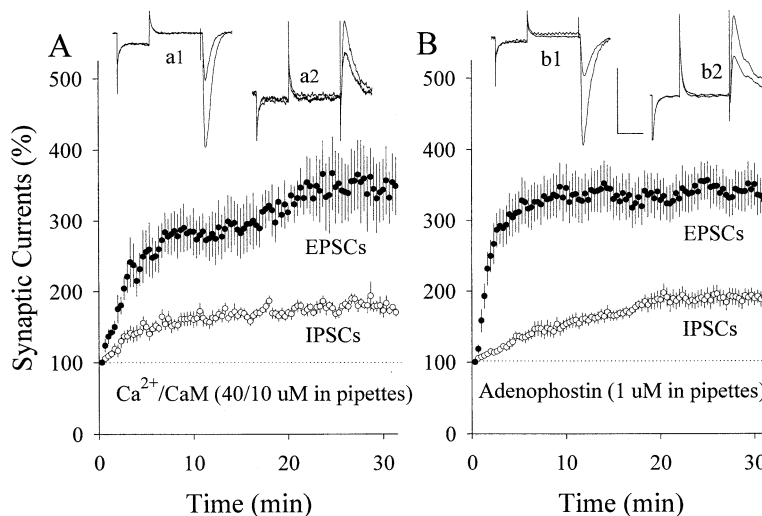 A
a1
a2
B
b1
b2
Synaptic Currents (%)
500
400
300
200
100
0
EPSCs
IPSCs
Ca2+/CaM (40/10 uM in pipettes)
0 10 20 30
Time (min)
500
400
300
200
100
0
EPSCs
IPSCs
Adenophostin (1 uM in pipettes)
0 10 20 30
Time (min)